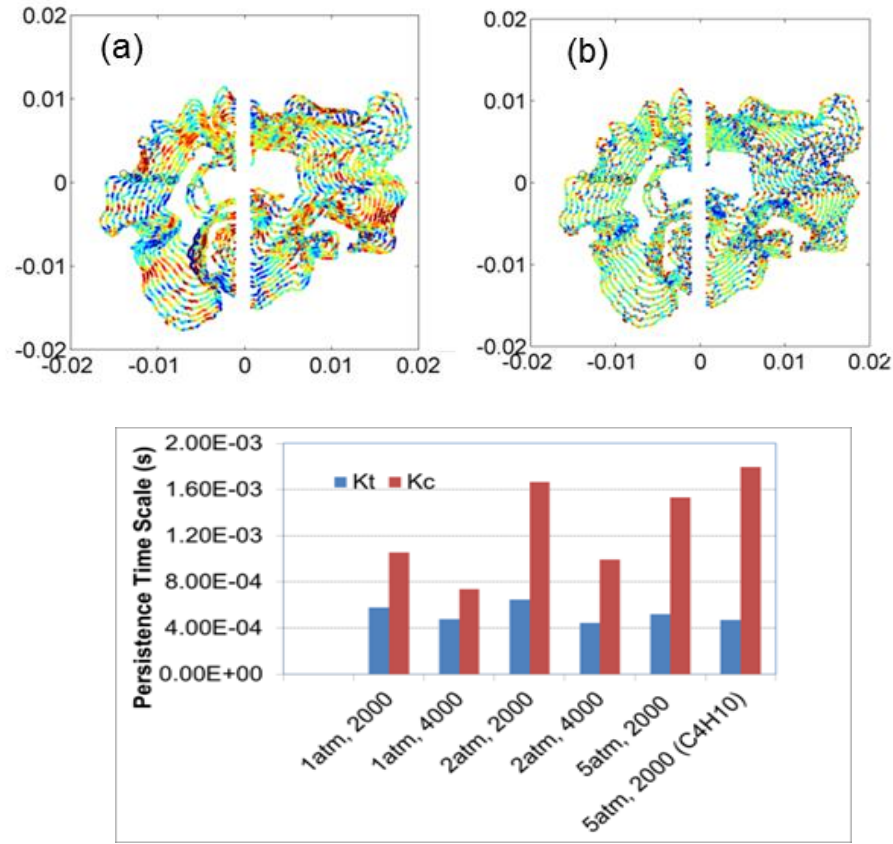 (a)
0.02
0.01
0
-0.01
-0.02
-0.02 -0.01 0 0.01 0.02
(b)
0.02
0.01
0
-0.01
-0.02
-0.02 -0.01 0 0.01 0.02
Persistence Time Scale (s)
2.00E-03
1.60E-03
1.20E-03
8.00E-04
4.00E-04
0.00E+00
Kt Kc
1atm, 2000
1atm, 4000
2atm, 2000
2atm, 4000
5atm, 2000
5atm, 2000 (C4H10)